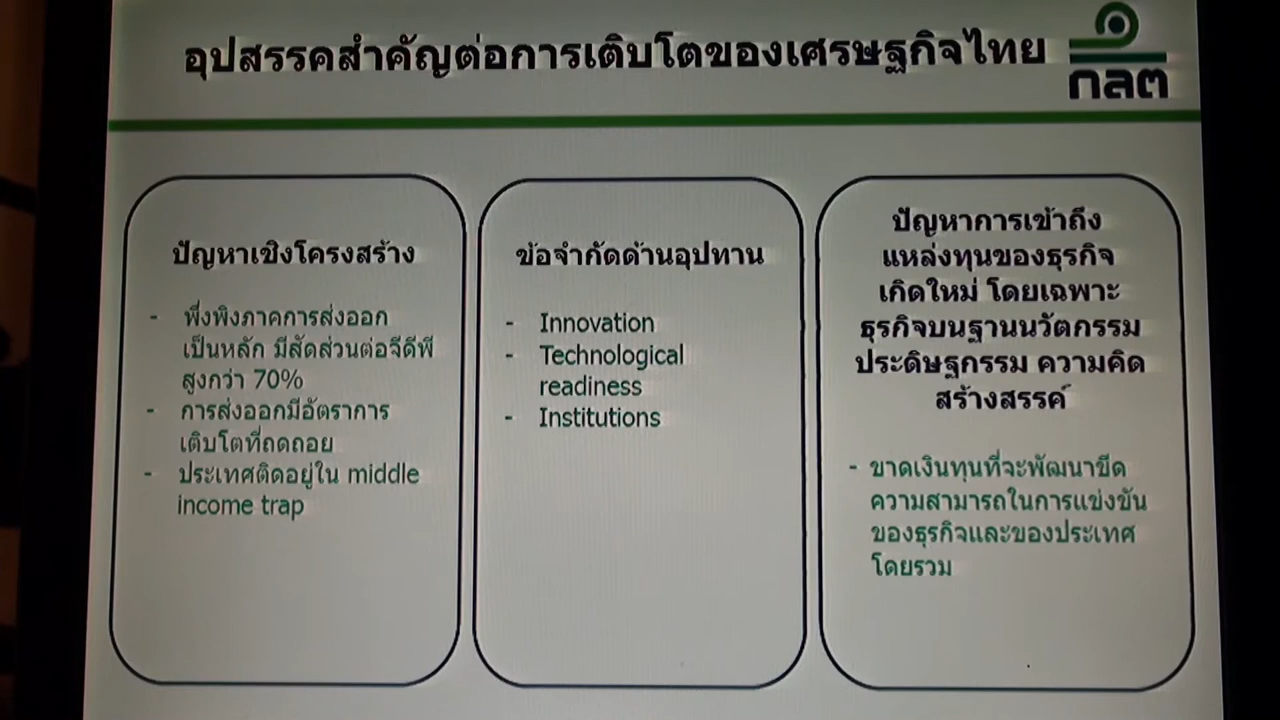 อุปสรรคสำคัญต่อการเติบโตของเศรษฐกิจไทย
กลต
ปัญหาเชิงโครงสร้าง
- พึ่งพิงภาคการส่งออก
เป็นหลัก มีสัดส่วนต่อจีดีพี
สูงกว่า 70%
- การส่งออกมีอัตราการ
เติบโตที่ถดถอย
- ประเทศติดอยู่ใน middle
income trap
ข้อจำกัดด้านอุปทาน
- Innovation
- Technological
readiness
- Institutions
ปัญหาการเข้าถึง
แหล่งทุนของธุรกิจ
เกิดใหม่ โดยเฉพาะ
ธุรกิจบนฐานนวัตกรรม
ประดิษฐกรรม ความคิด
สร้างสรรค์
- ขาดเงินทุนที่จะพัฒนาขีด
ความสามารถในการแข่งขัน
ของธุรกิจและของประเทศ
โดยรวม